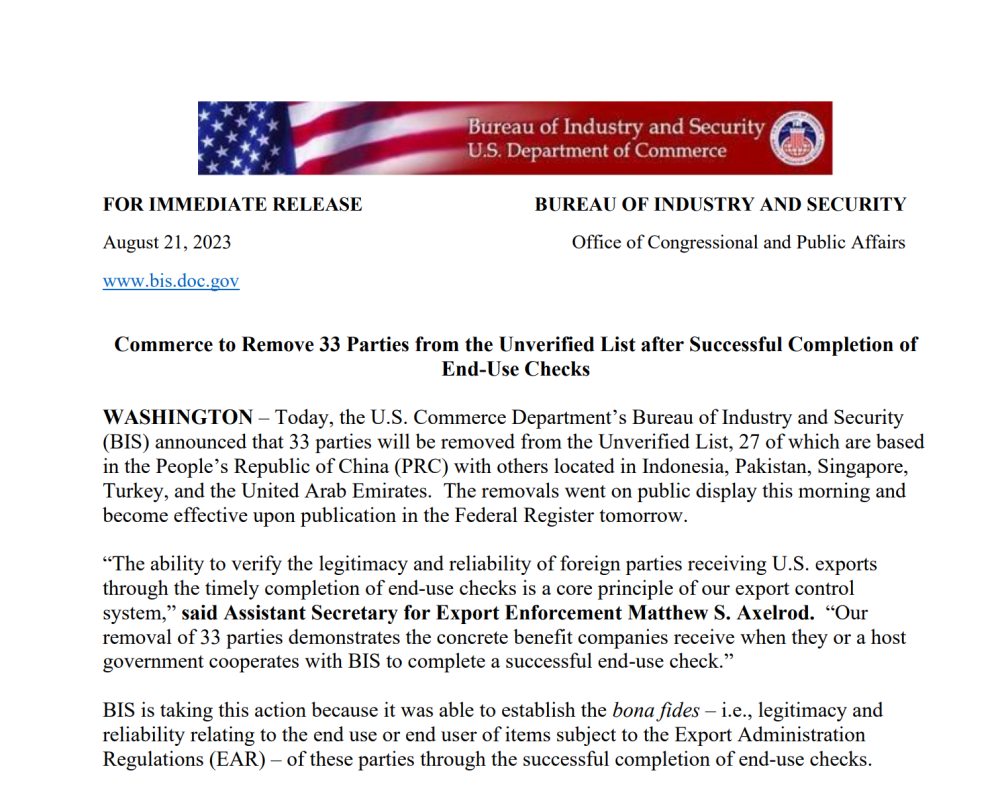 Bureau of Industry and Security
U.S. Department of Commerce
FOR IMMEDIATE RELEASE BUREAU OF INDUSTRY AND SECURITY
August 21, 2023 Office of Congressional and Public Affairs
www.bis.doc.gov
Commerce to Remove 33 Parties from the Unverified List after Successful Completion of
End-Use Checks
WASHINGTON – Today, the U.S. Commerce Department’s Bureau of Industry and Security
(BIS) announced that 33 parties will be removed from the Unverified List, 27 of which are based
in the People’s Republic of China (PRC) with others located in Indonesia, Pakistan, Singapore,
Turkey, and the United Arab Emirates.  The removals went on public display this morning and
become effective upon publication in the Federal Register tomorrow.
“The ability to verify the legitimacy and reliability of foreign parties receiving U.S. exports
through the timely completion of end-use checks is a core principle of our export control
system,” said Assistant Secretary for Export Enforcement Matthew S. Axelrod.  “Our
removal of 33 parties demonstrates the concrete benefit companies receive when they or a host
government cooperates with BIS to complete a successful end-use check.”
BIS is taking this action because it was able to establish the bona fides – i.e., legitimacy and
reliability relating to the end use or end user of items subject to the Export Administration
Regulations (EAR) – of these parties through the successful completion of end-use checks.